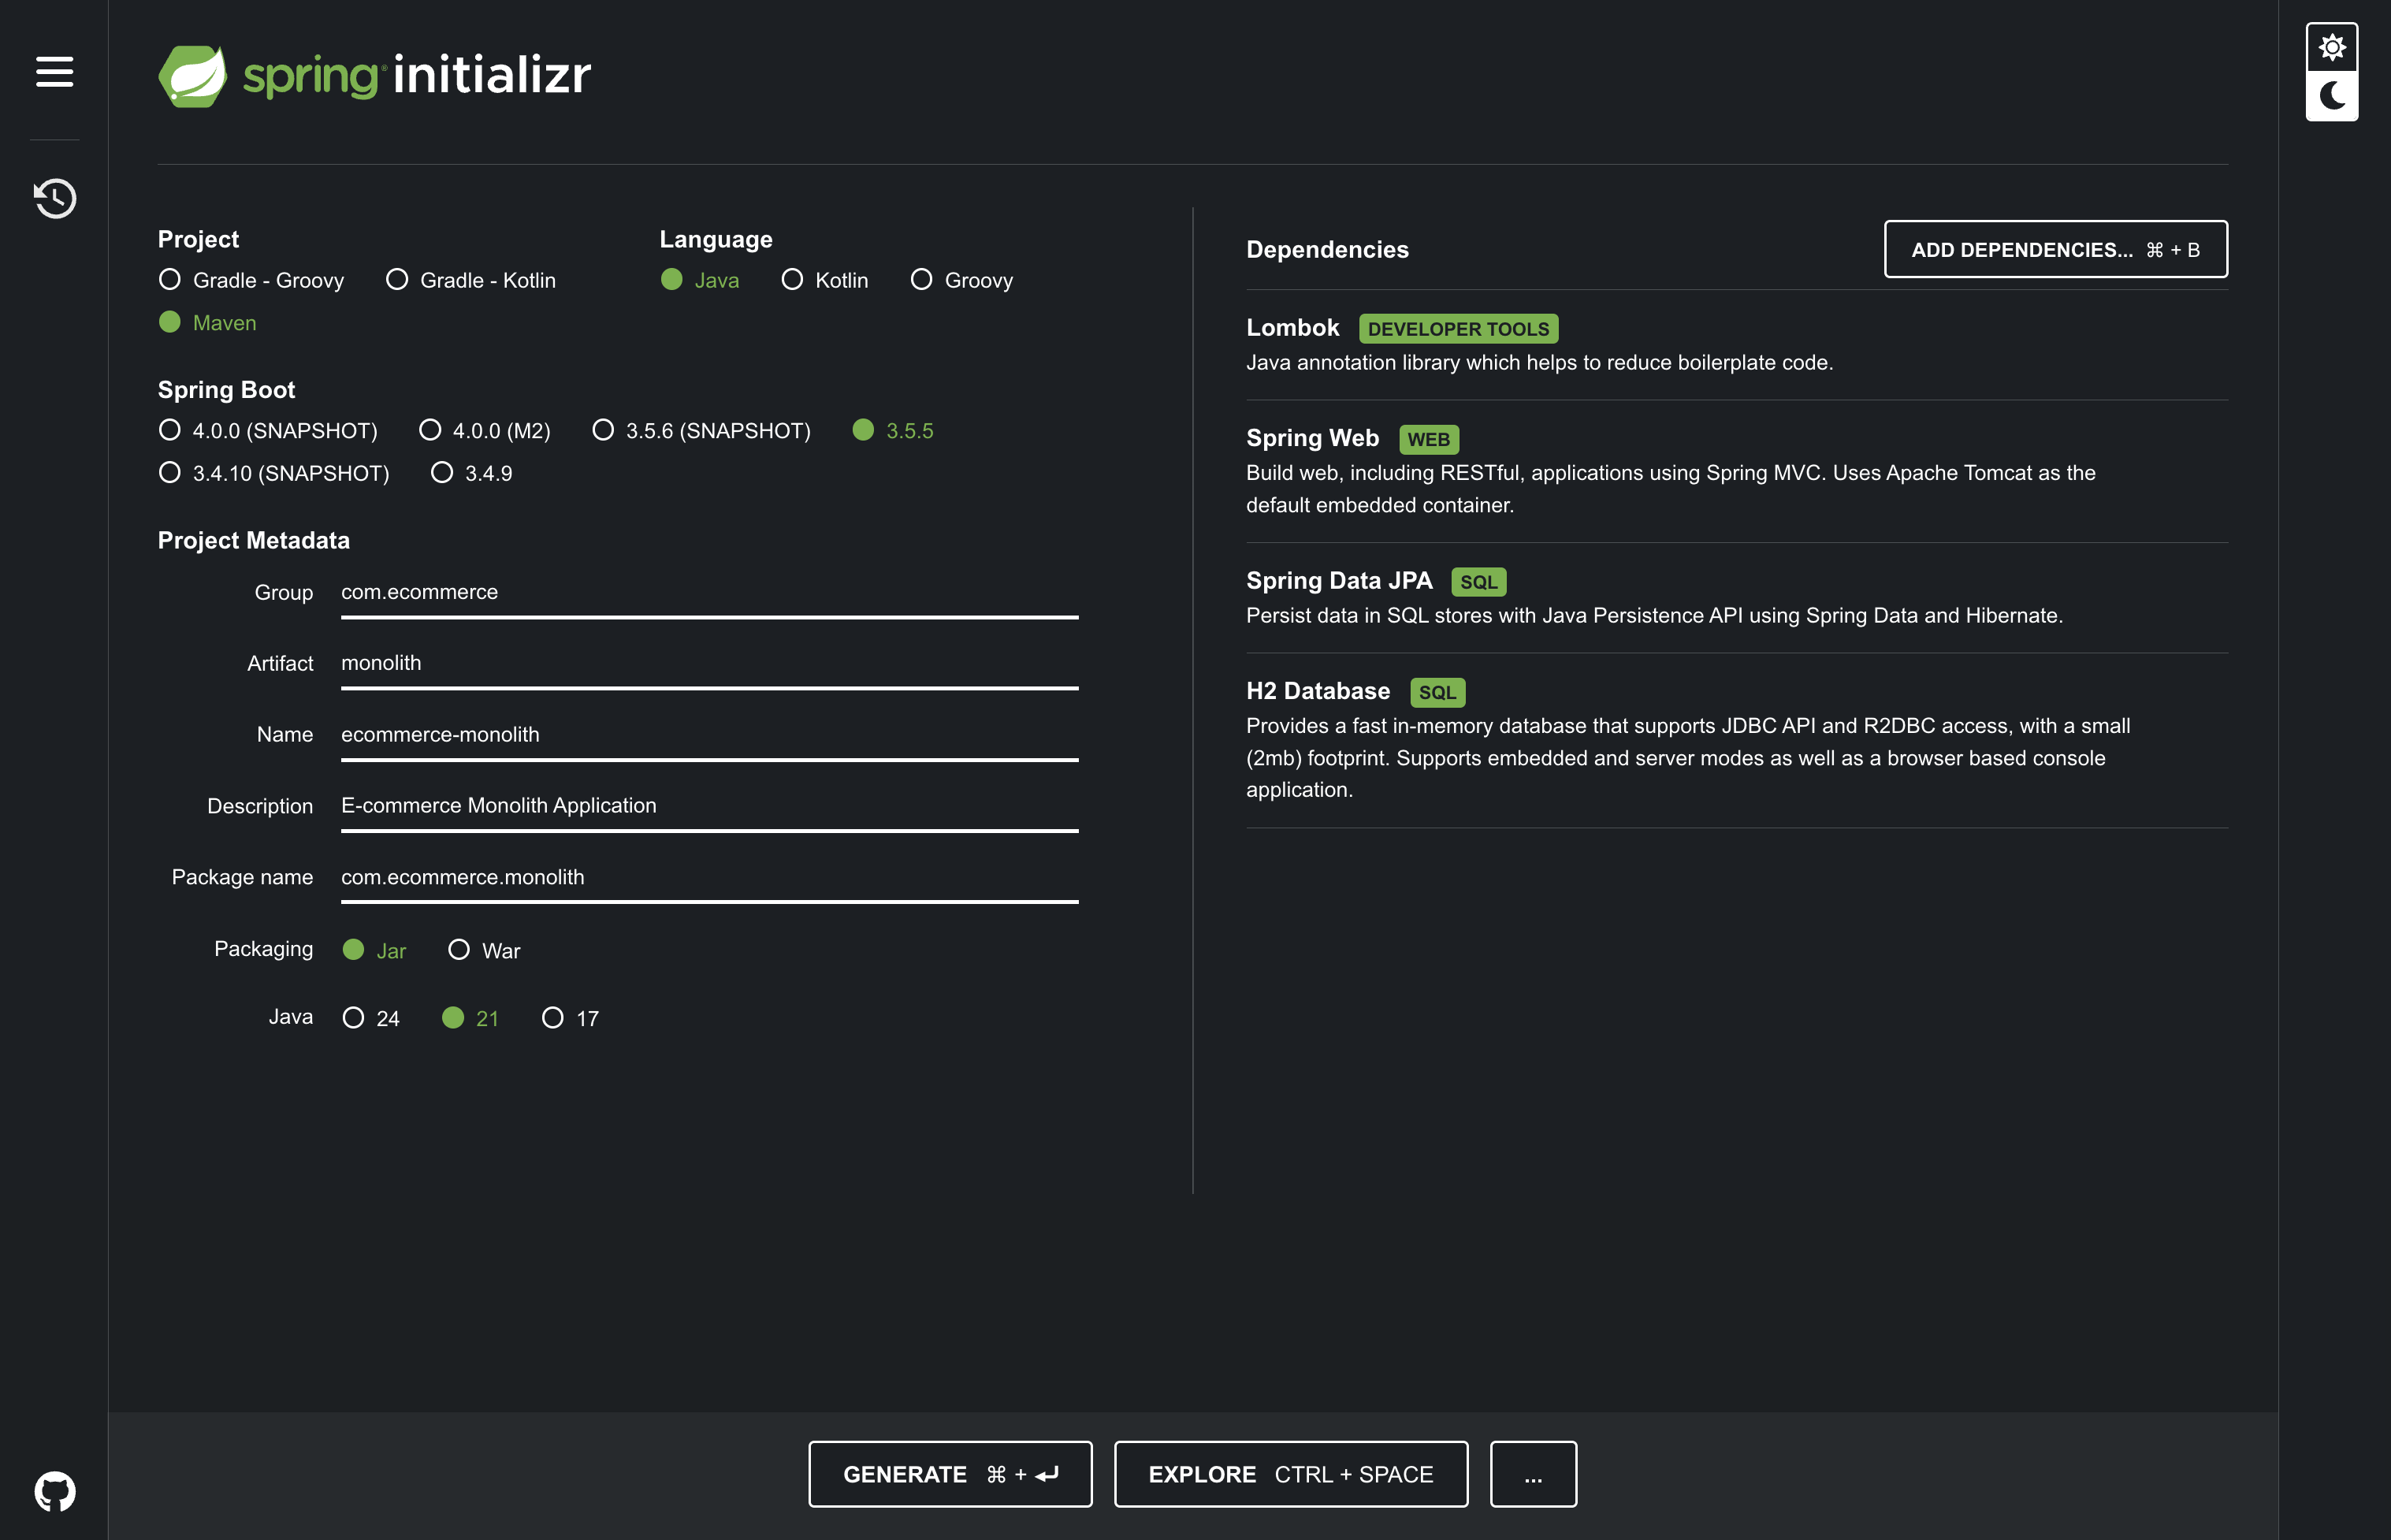 spring initializr
Project
Gradle - Groovy
Gradle - Kotlin
Maven
Language
Java
Kotlin
Groovy
Spring Boot
4.0.0 (SNAPSHOT)
4.0.0 (M2)
3.5.6 (SNAPSHOT)
3.5.5
3.4.10 (SNAPSHOT)
3.4.9
Project Metadata
Group com.ecommerce
Artifact monolith
Name ecommerce-monolith
Description E-commerce Monolith Application
Package name com.ecommerce.monolith
Packaging Jar War
Java 24 21 17
Dependencies
ADD DEPENDENCIES... ⌘ + B
Lombok DEVELOPER TOOLS
Java annotation library which helps to reduce boilerplate code.
Spring Web WEB
Build web, including RESTful, applications using Spring MVC. Uses Apache Tomcat as the
default embedded container.
Spring Data JPA SQL
Persist data in SQL stores with Java Persistence API using Spring Data and Hibernate.
H2 Database SQL
Provides a fast in-memory database that supports JDBC API and R2DBC access, with a small
(2mb) footprint. Supports embedded and server modes as well as a browser based console
application.
GENERATE ⌘ + ⏎
EXPLORE CTRL + SPACE
...